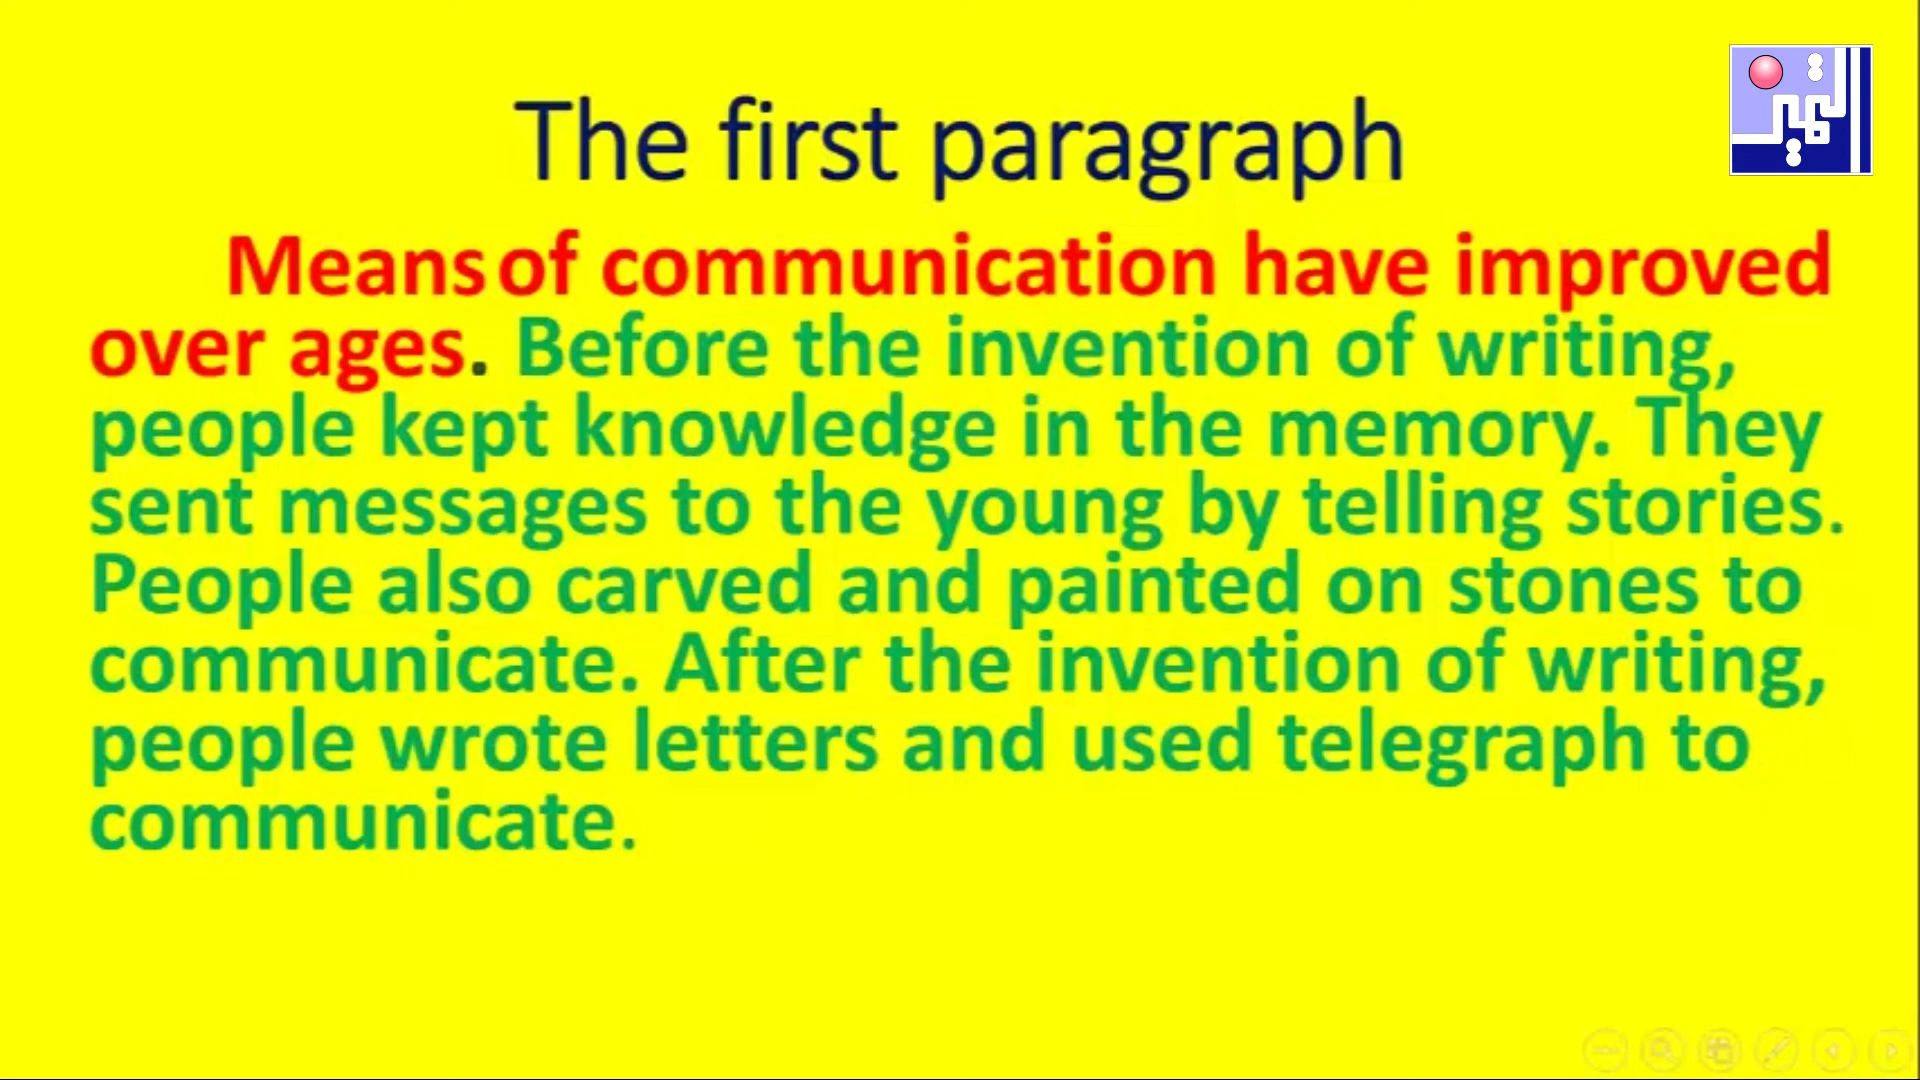 The first paragraph
Means of communication have improved
over ages. Before the invention of writing,
people kept knowledge in the memory. They
sent messages to the young by telling stories.
People also carved and painted on stones to
communicate. After the invention of writing,
people wrote letters and used telegraph to
communicate.